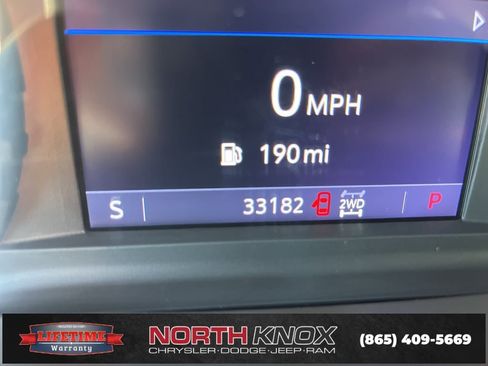 0 MPH
190 mi
S 33182 2WD P
LIFETIME
Warranty
NORTH KNOX
CHRYSLER•DODGE•JEEP•RAM
(865) 409-5669